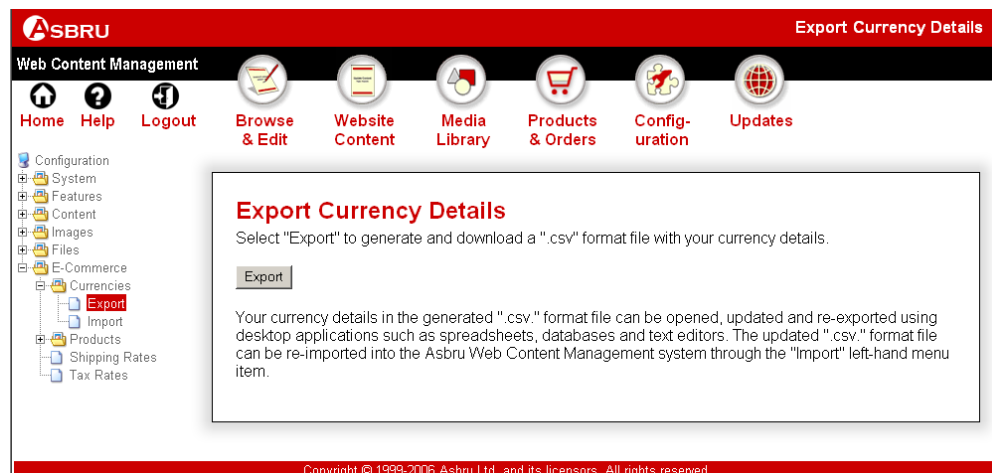 ASBRU
Export Currency Details
Web Content Management
Home Help Logout
Browse & Edit
Website Content
Media Library
Products & Orders
Config-uration
Updates
Configuration
System
Features
Content
Images
Files
E-Commerce
Currencies
Export
Import
Products
Shipping Rates
Tax Rates
Export Currency Details
Select "Export" to generate and download a ".csv" format file with your currency details.
Export
Your currency details in the generated ".csv." format file can be opened, updated and re-exported using
desktop applications such as spreadsheets, databases and text editors. The updated ".csv." format file
can be re-imported into the Asbru Web Content Management system through the "Import" left-hand menu
item.
Copyright © 1999-2006 Asbru Ltd. and its licensors. All rights reserved.